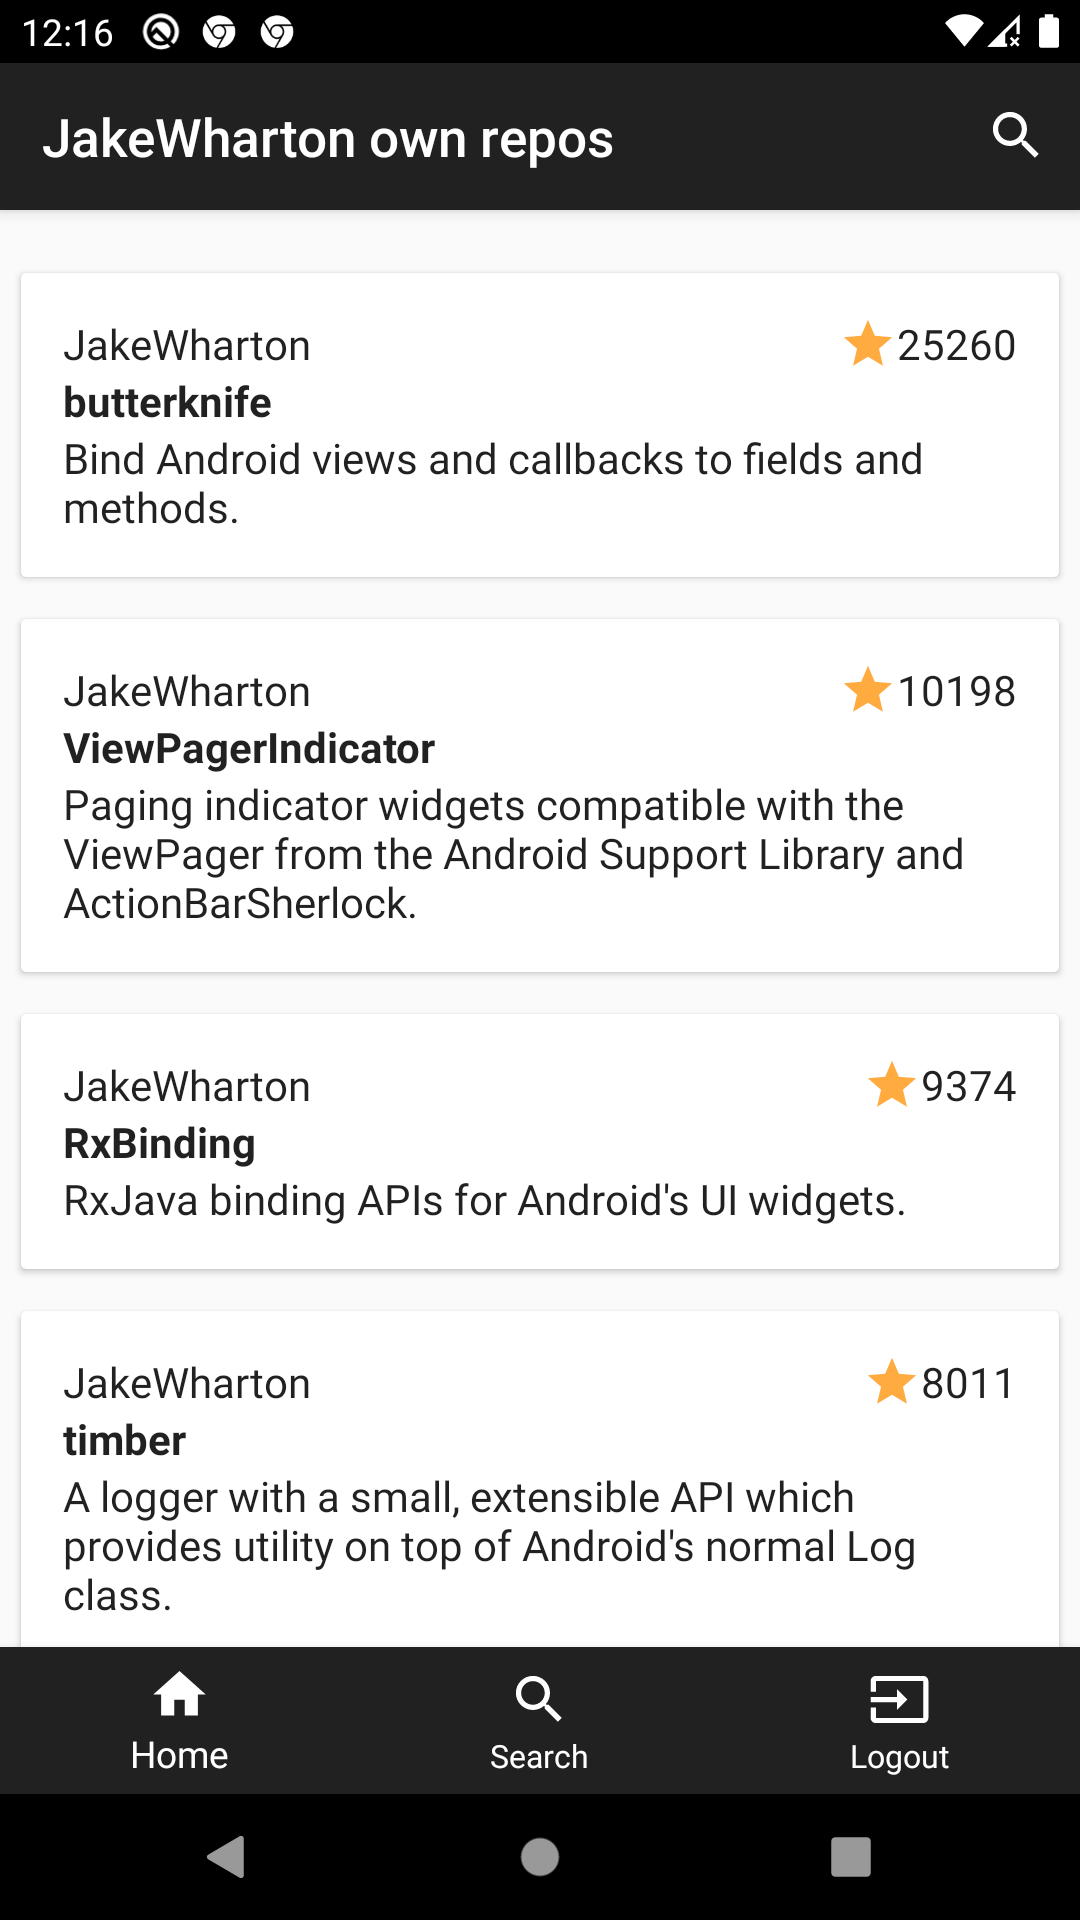 12:16
JakeWharton own repos
JakeWharton
25260
butterknife
Bind Android views and callbacks to fields and
methods.
JakeWharton
10198
ViewPagerIndicator
Paging indicator widgets compatible with the
ViewPager from the Android Support Library and
ActionBarSherlock.
JakeWharton
9374
RxBinding
RxJava binding APIs for Android's UI widgets.
JakeWharton
8011
timber
A logger with a small, extensible API which
provides utility on top of Android's normal Log
class.
Home
Search
Logout